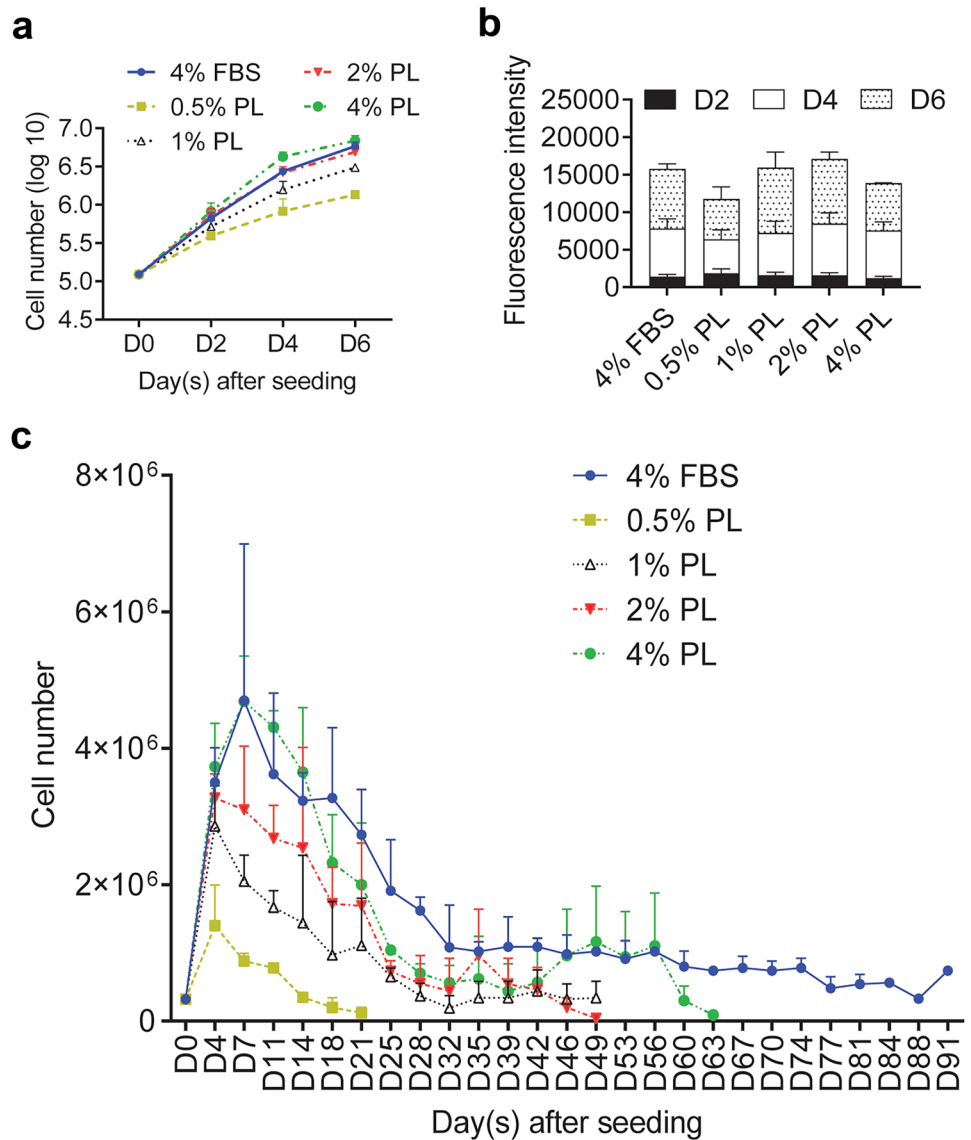 a
4% FBS
2% PL
0.5% PL
4% PL
1% PL
7.0
6.5
6.0
5.5
5.0
4.5
Cell number (log 10)
D0 D2 D4 D6
Day(s) after seeding
b
D2 D4 D6
25000
20000
15000
10000
5000
0
Fluorescence intensity
4% FBS
0.5% PL
1% PL
2% PL
4% PL
c
4% FBS
0.5% PL
1% PL
2% PL
4% PL
8×10⁶
6×10⁶
4×10⁶
2×10⁶
0
Cell number
D0
D4
D7
D11
D14
D18
D21
D25
D28
D32
D35
D39
D42
D46
D49
D53
D56
D60
D63
D67
D70
D74
D77
D81
D84
D88
D91
Day(s) after seeding